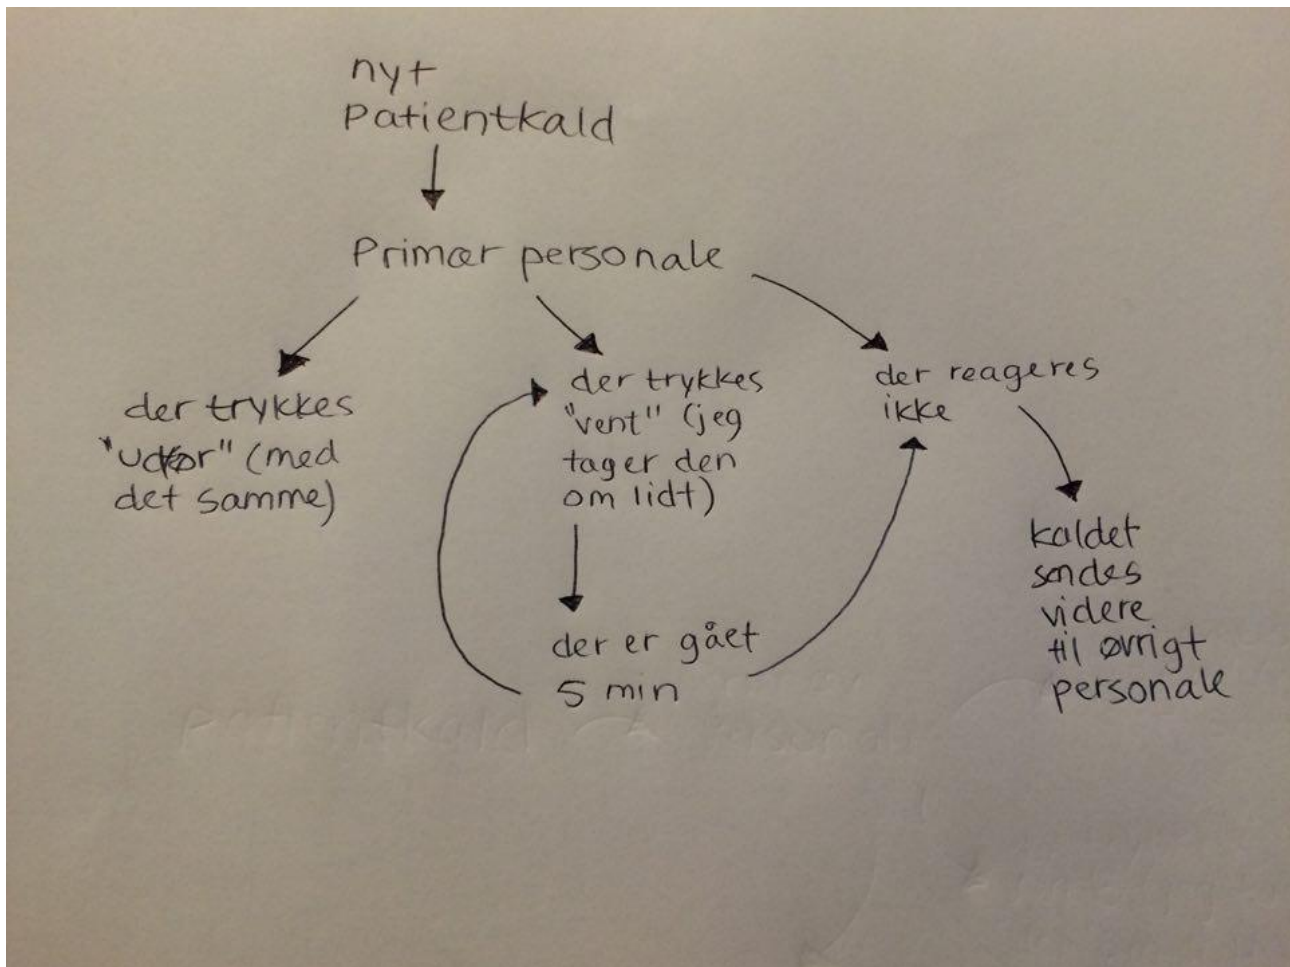 nyt
Patientkald
Primær personale
der trykkes
"udfør" (med
det samme)
der trykkes
"vent" (jeg
tager den
om lidt)
der reageres
ikke
der er gået
5 min
kaldet
sendes
videre
til øvrigt
personale